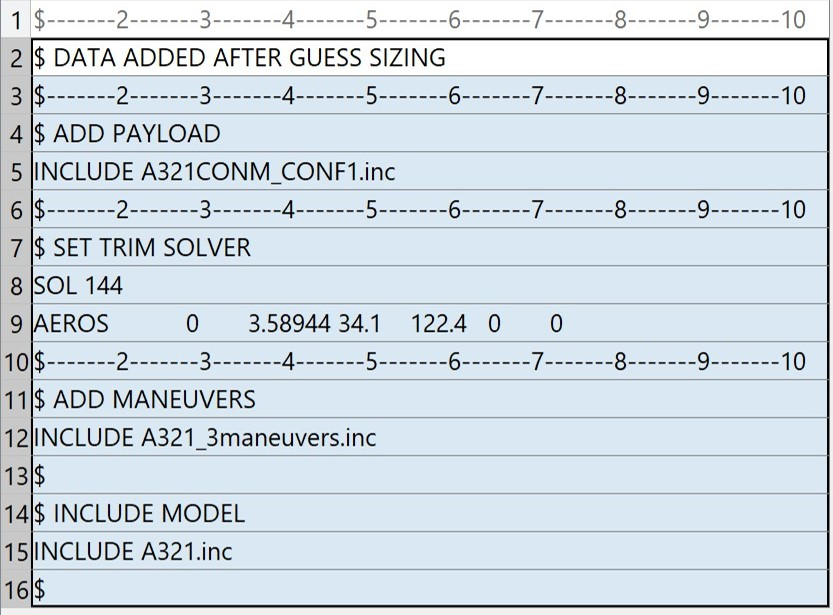 1 $-------2-------3-------4-------5-------6-------7-------8-------9-------10
2 $ DATA ADDED AFTER GUESS SIZING
3 $-------2-------3-------4-------5-------6-------7-------8-------9-------10
4 $ ADD PAYLOAD
5 INCLUDE A321CONM_CONF1.inc
6 $-------2-------3-------4-------5-------6-------7-------8-------9-------10
7 $ SET TRIM SOLVER
8 SOL 144
9 AEROS 0 3.58944 34.1 122.4 0 0
10 $-------2-------3-------4-------5-------6-------7-------8-------9-------10
11 $ ADD MANEUVERS
12 INCLUDE A321_3maneuvers.inc
13 $
14 $ INCLUDE MODEL
15 INCLUDE A321.inc
16 $